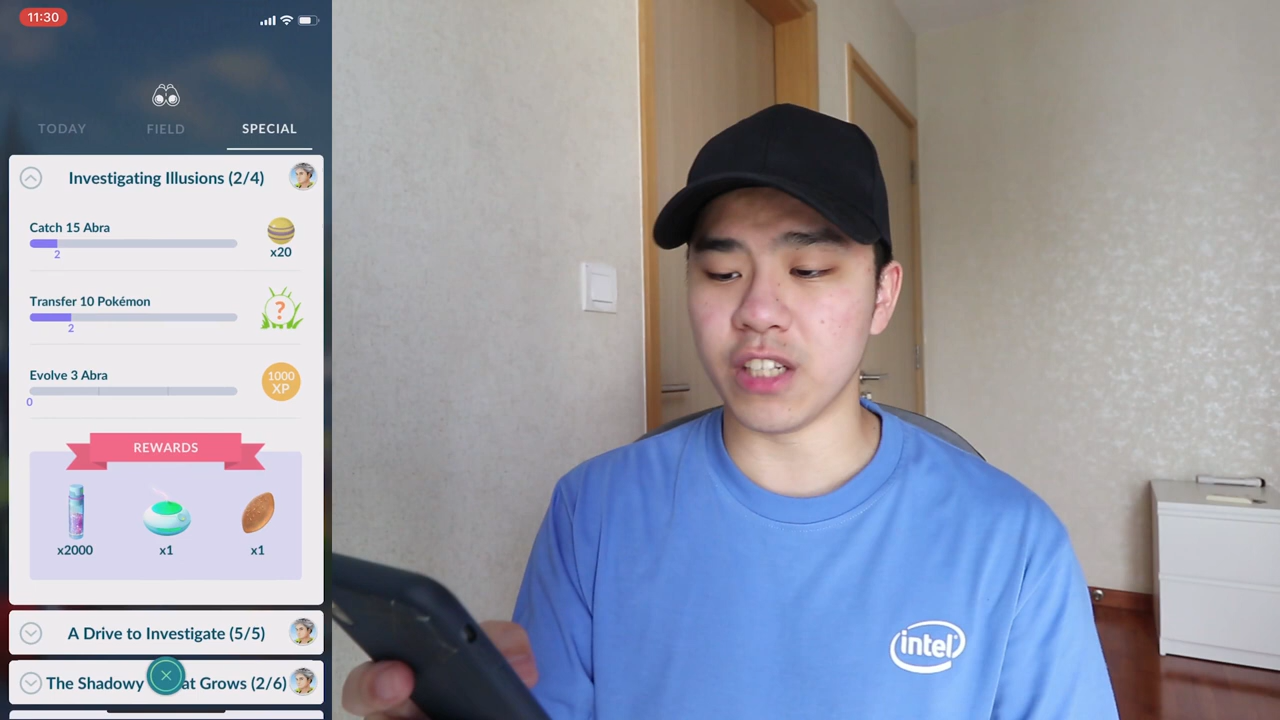 11:30
TODAY
FIELD
SPECIAL
Investigating Illusions (2/4)
Catch 15 Abra
2
x20
Transfer 10 Pokémon
2
?
Evolve 3 Abra
0
1000
XP
REWARDS
x2000
x1
x1
A Drive to Investigate (5/5)
The Shadowy
at Grows (2/6)
intel